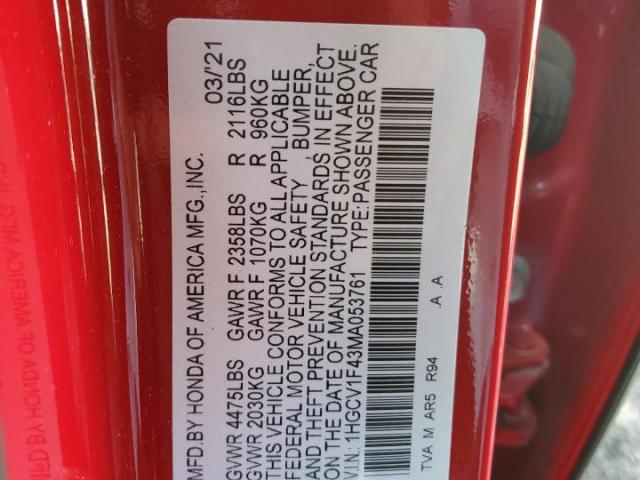 MFD.BY HONDA OF AMERICA MFG.,INC. 03/'21
GVWR 4475LBS GAWR F 2358LBS R 2116LBS
GVWR 2030KG GAWR F 1070KG R 960KG
THIS VEHICLE CONFORMS TO ALL APPLICABLE
FEDERAL MOTOR VEHICLE SAFETY BUMPER,
AND THEFT PREVENTION STANDARDS IN EFFECT
ON THE DATE OF MANUFACTURE SHOWN ABOVE.
V.I.N.: 1HGCV1F43MA053761 TYPE: PASSENGER CAR
TVA M AR5 R94 .A .A